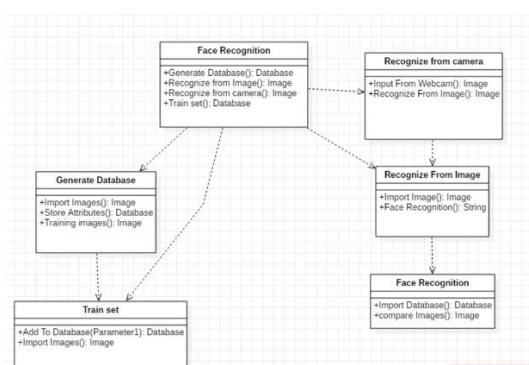 Face Recognition
+Generate Database(): Database
+Recognize from Image(): Image
+Recognize from camera(): Image
+Train set(): Database
Recognize from camera
+Input From Webcam(): Image
+Recognize From Image(): Image
Generate Database
+Import Images(): Image
+Store Attributes(): Database
+Training images(): Image
Recognize From Image
+Import Image(): Image
+Face Recognition(): String
Train set
+Add To Database(Parameter1): Database
+Import Images(): Image
Face Recognition
+Import Database(): Database
+compare Images(): Image